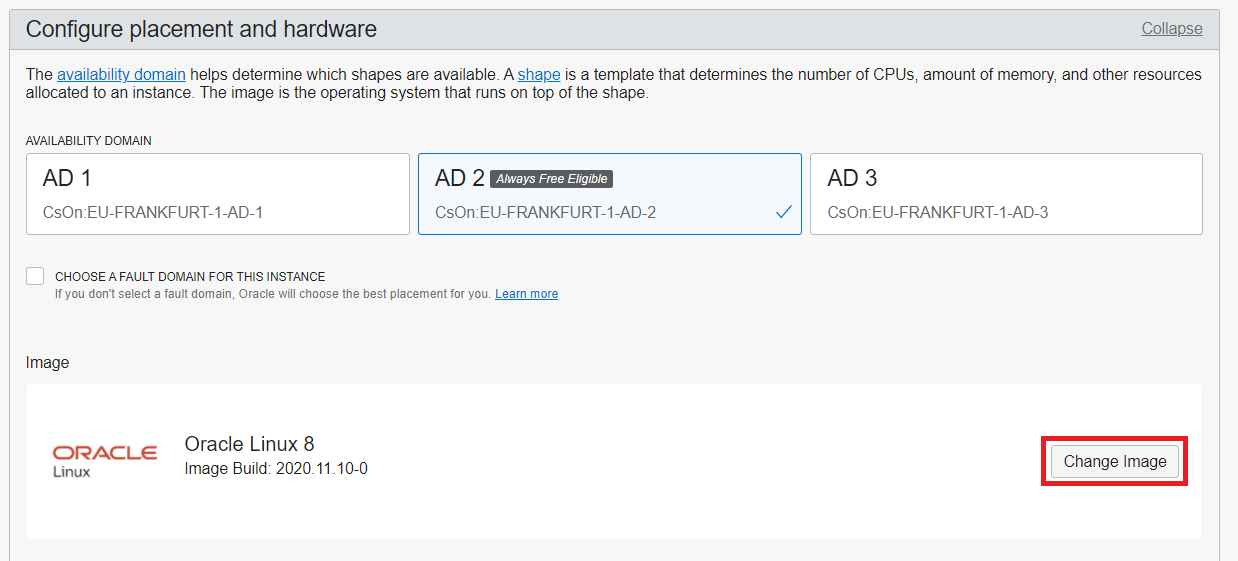 Configure placement and hardware
Collapse
The availability domain helps determine which shapes are available. A shape is a template that determines the number of CPUs, amount of memory, and other resources
allocated to an instance. The image is the operating system that runs on top of the shape.
AVAILABILITY DOMAIN
AD 1
CsOn:EU-FRANKFURT-1-AD-1
AD 2 Always Free Eligible
CsOn:EU-FRANKFURT-1-AD-2
AD 3
CsOn:EU-FRANKFURT-1-AD-3
CHOOSE A FAULT DOMAIN FOR THIS INSTANCE
If you don't select a fault domain, Oracle will choose the best placement for you. Learn more
Image
ORACLE
Linux
Oracle Linux 8
Image Build: 2020.11.10-0
Change Image